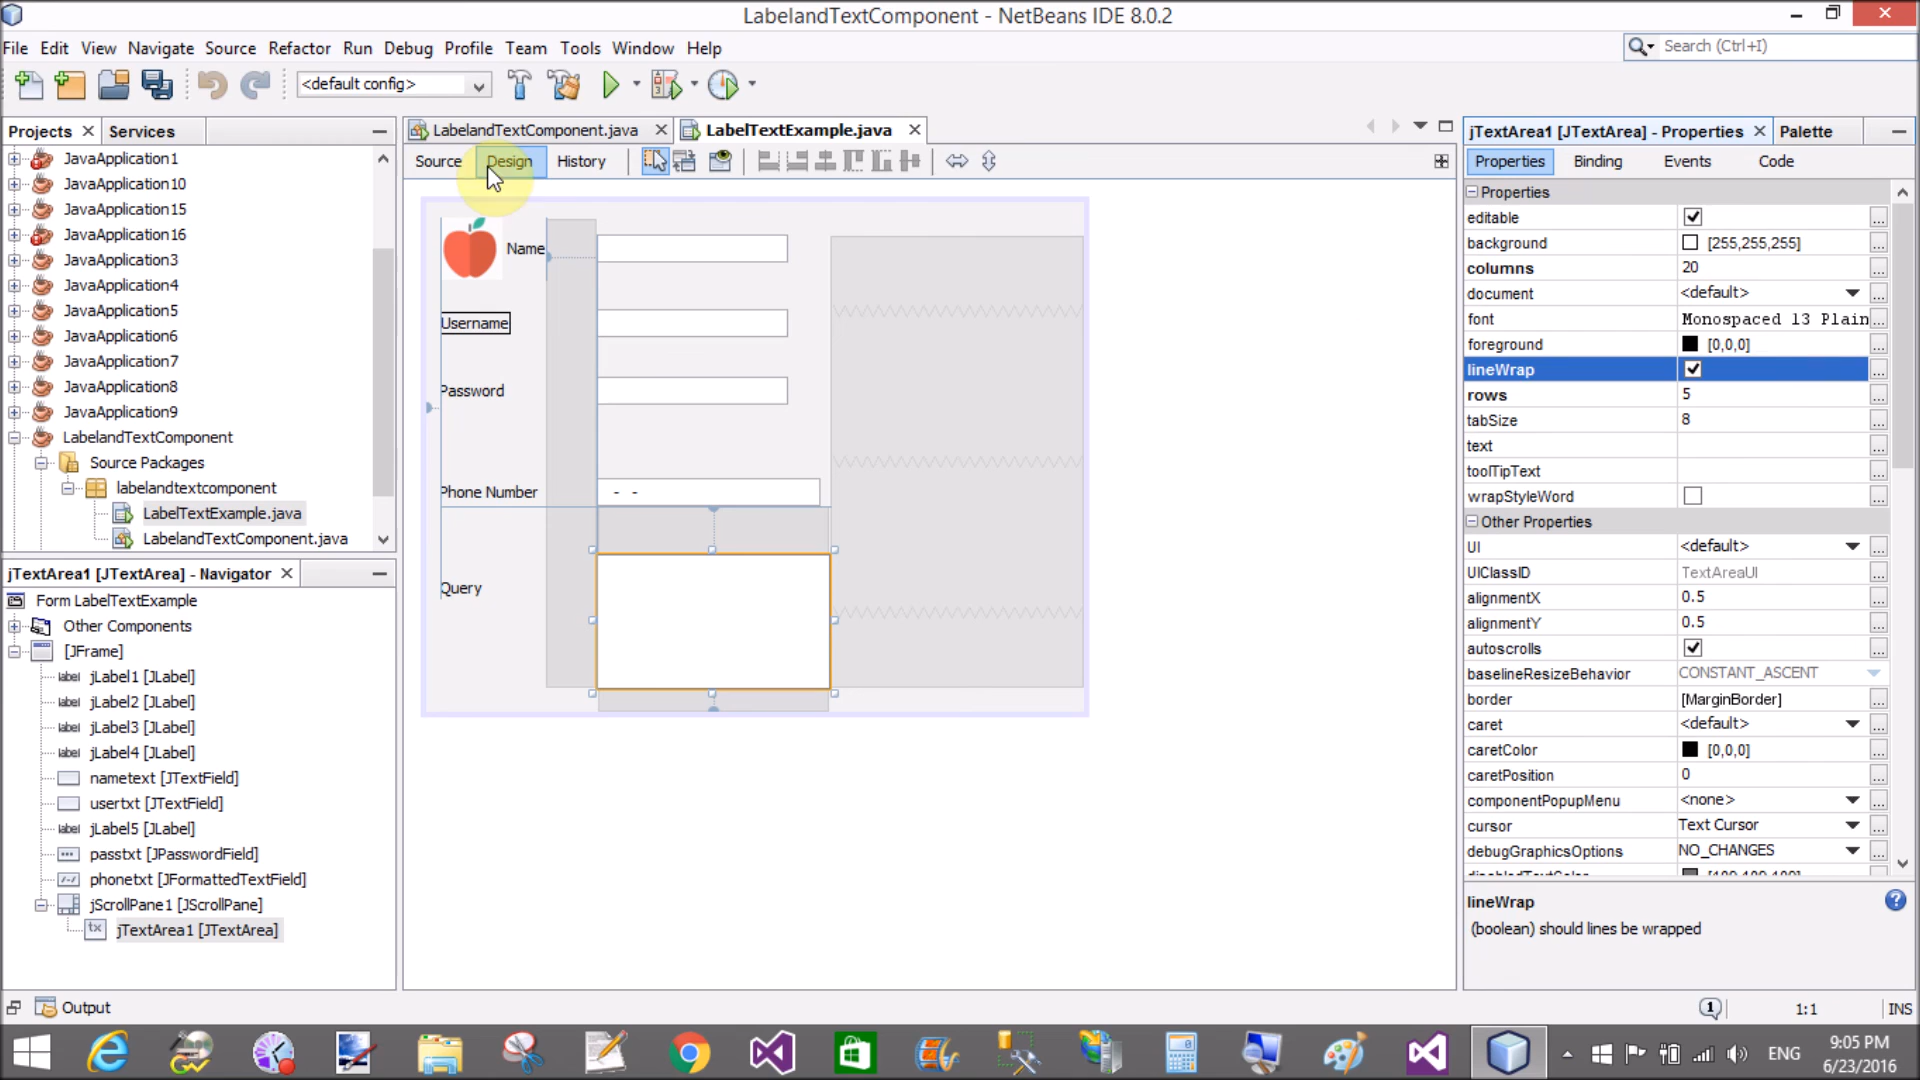 LabelandTextComponent - NetBeans IDE 8.0.2
File Edit View Navigate Source Refactor Run Debug Profile Team Tools Window Help
Search (Ctrl+I)
<default config>
Projects Services
JavaApplication1
JavaApplication10
JavaApplication15
JavaApplication16
JavaApplication3
JavaApplication4
JavaApplication5
JavaApplication6
JavaApplication7
JavaApplication8
JavaApplication9
LabelandTextComponent
Source Packages
labelandtextcomponent
LabelTextExample.java
LabelandTextComponent.java
jTextArea1 [JTextArea] - Navigator
Form LabelTextExample
Other Components
[JFrame]
label jLabel1 [JLabel]
label jLabel2 [JLabel]
label jLabel3 [JLabel]
label jLabel4 [JLabel]
nametext [JTextField]
usertxt [JTextField]
label jLabel5 [JLabel]
passtxt [JPasswordField]
phonetxt [JFormattedTextField]
jScrollPane1 [JScrollPane]
tx jTextArea1 [JTextArea]
LabelandTextComponent.java LabelTextExample.java
Source Design History
Name
Username
Password
Phone Number - -
Query
jTextArea1 [JTextArea] - Properties Palette
Properties Binding Events Code
Properties
editable
background [255,255,255]
columns 20
document <default>
font Monospaced 13 Plain
foreground [0,0,0]
lineWrap
rows 5
tabSize 8
text
toolTipText
wrapStyleWord
Other Properties
UI <default>
UIClassID TextAreaUI
alignmentX 0.5
alignmentY 0.5
autoscrolls
baselineResizeBehavior CONSTANT_ASCENT
border [MarginBorder]
caret <default>
caretColor [0,0,0]
caretPosition 0
componentPopupMenu <none>
cursor Text Cursor
debugGraphicsOptions NO_CHANGES
lineWrap
(boolean) should lines be wrapped
Output
1 1:1 INS
ENG 9:05 PM
6/23/2016